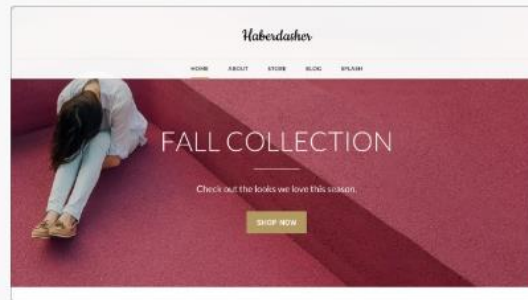 Haberdasher
HOME ABOUT STORE BLOG SPLASH
FALL COLLECTION
Check out the looks we love this season.
SHOP NOW